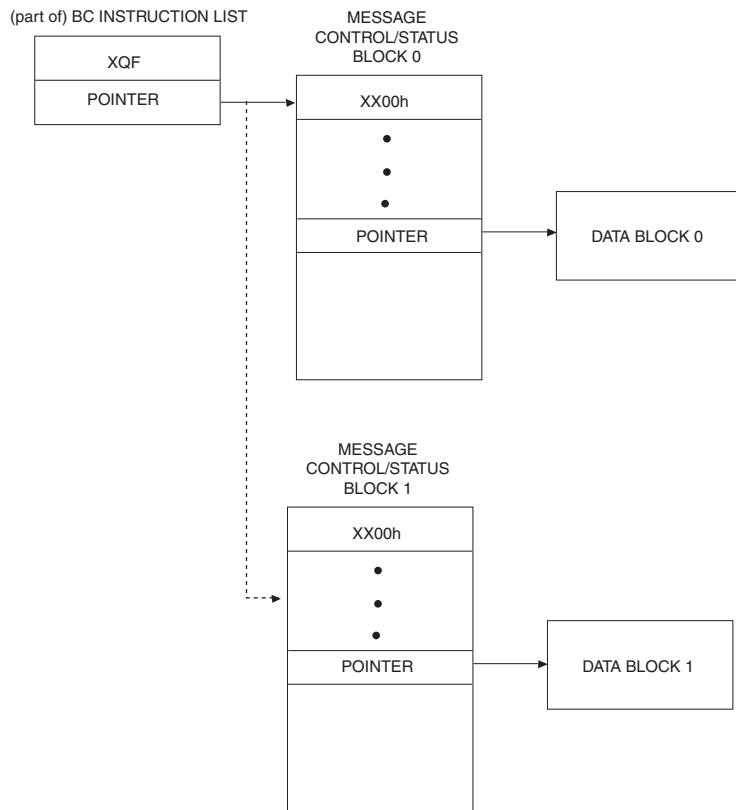 (part of) BC INSTRUCTION LIST
XQF
POINTER
MESSAGE
CONTROL/STATUS
BLOCK 0
XX00h
POINTER
DATA BLOCK 0
MESSAGE
CONTROL/STATUS
BLOCK 1
XX00h
POINTER
DATA BLOCK 1